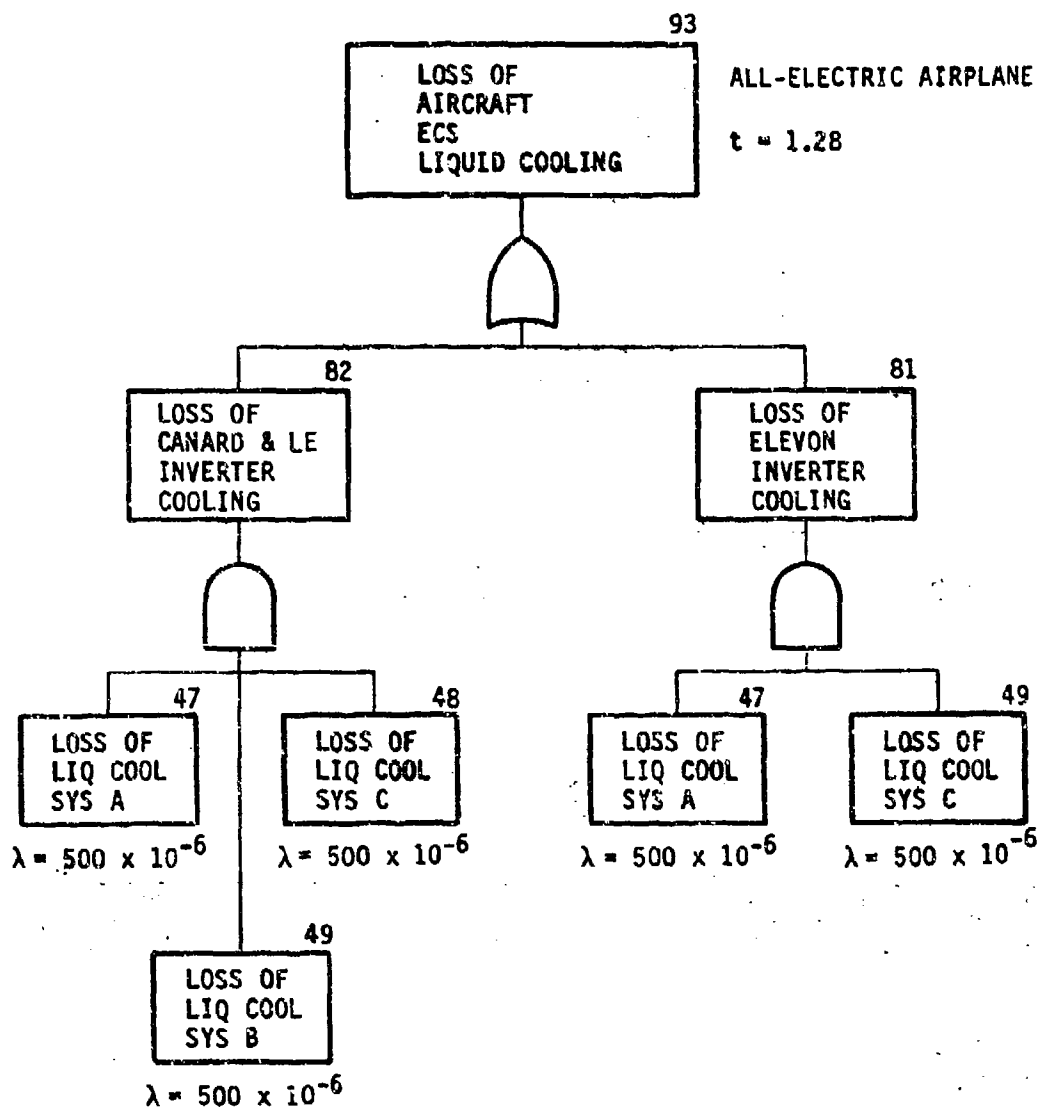 93
LOSS OF
AIRCRAFT
ECS
LIQUID COOLING
ALL-ELECTRIC AIRPLANE
t = 1.28
82
LOSS OF
CANARD & LE
INVERTER
COOLING
81
LOSS OF
ELEVON
INVERTER
COOLING
47
LOSS OF
LIQ COOL
SYS A
λ = 500 x 10⁻⁶
48
LOSS OF
LIQ COOL
SYS C
λ = 500 x 10⁻⁶
47
LOSS OF
LIQ COOL
SYS A
λ = 500 x 10⁻⁶
49
LOSS OF
LIQ COOL
SYS C
λ = 500 x 10⁻⁶
49
LOSS OF
LIQ COOL
SYS B
λ = 500 x 10⁻⁶